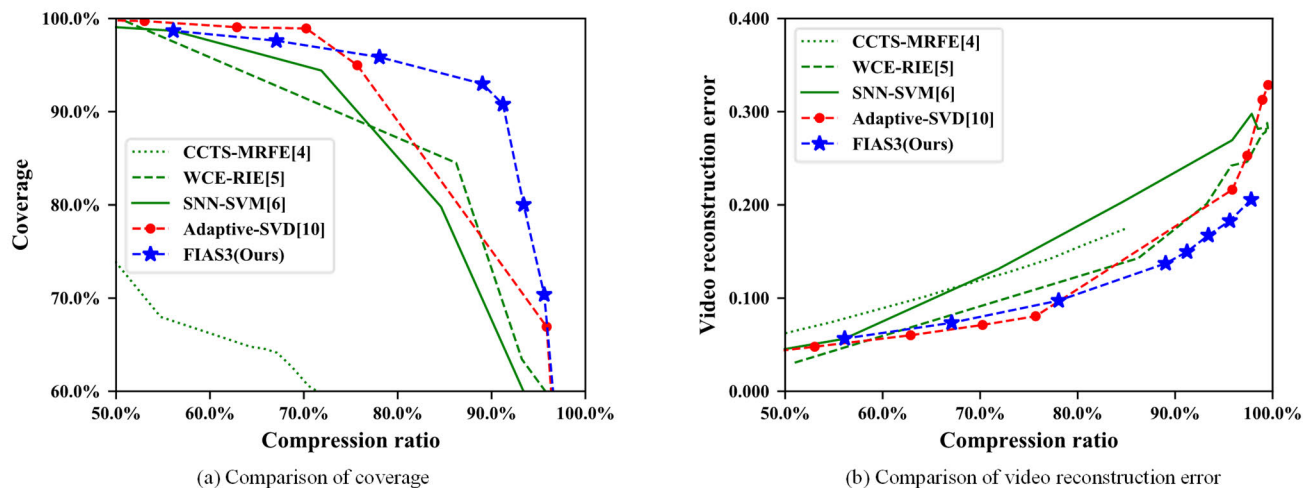 100.0%
90.0%
80.0%
70.0%
60.0%
Coverage
CCTS-MRFE[4]
WCE-RIE[5]
SNN-SVM[6]
Adaptive-SVD[10]
FIAS3(Ours)
50.0% 60.0% 70.0% 80.0% 90.0% 100.0%
Compression ratio
(a) Comparison of coverage
0.400
0.300
0.200
0.100
0.000
Video reconstruction error
CCTS-MRFE[4]
WCE-RIE[5]
SNN-SVM[6]
Adaptive-SVD[10]
FIAS3(Ours)
50.0% 60.0% 70.0% 80.0% 90.0% 100.0%
Compression ratio
(b) Comparison of video reconstruction error